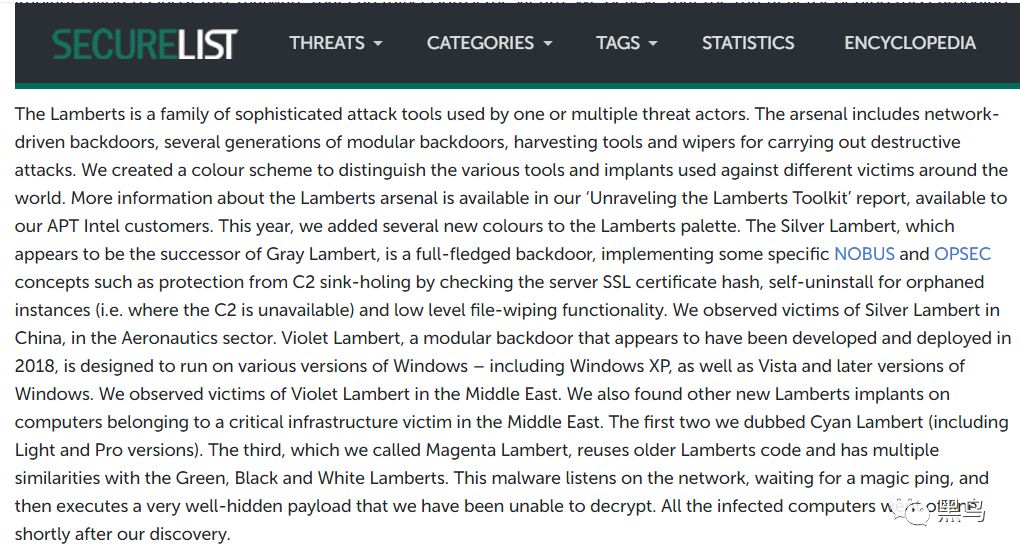 SECURELIST THREATS CATEGORIES TAGS STATISTICS ENCYCLOPEDIA
The Lamberts is a family of sophisticated attack tools used by one or multiple threat actors. The arsenal includes network-
driven backdoors, several generations of modular backdoors, harvesting tools and wipers for carrying out destructive
attacks. We created a colour scheme to distinguish the various tools and implants used against different victims around the
world. More information about the Lamberts arsenal is available in our ‘Unraveling the Lamberts Toolkit’ report, available to
our APT Intel customers. This year, we added several new colours to the Lamberts palette. The Silver Lambert, which
appears to be the successor of Gray Lambert, is a full-fledged backdoor, implementing some specific NOBUS and OPSEC
concepts such as protection from C2 sink-holing by checking the server SSL certificate hash, self-uninstall for orphaned
instances (i.e. where the C2 is unavailable) and low level file-wiping functionality. We observed victims of Silver Lambert in
China, in the Aeronautics sector. Violet Lambert, a modular backdoor that appears to have been developed and deployed in
2018, is designed to run on various versions of Windows – including Windows XP, as well as Vista and later versions of
Windows. We observed victims of Violet Lambert in the Middle East. We also found other new Lamberts implants on
computers belonging to a critical infrastructure victim in the Middle East. The first two we dubbed Cyan Lambert (including
Light and Pro versions). The third, which we called Magenta Lambert, reuses older Lamberts code and has multiple
similarities with the Green, Black and White Lamberts. This malware listens on the network, waiting for a magic ping, and
then executes a very well-hidden payload that we have been unable to decrypt. All the infected computers 黑鸟
shortly after our discovery.